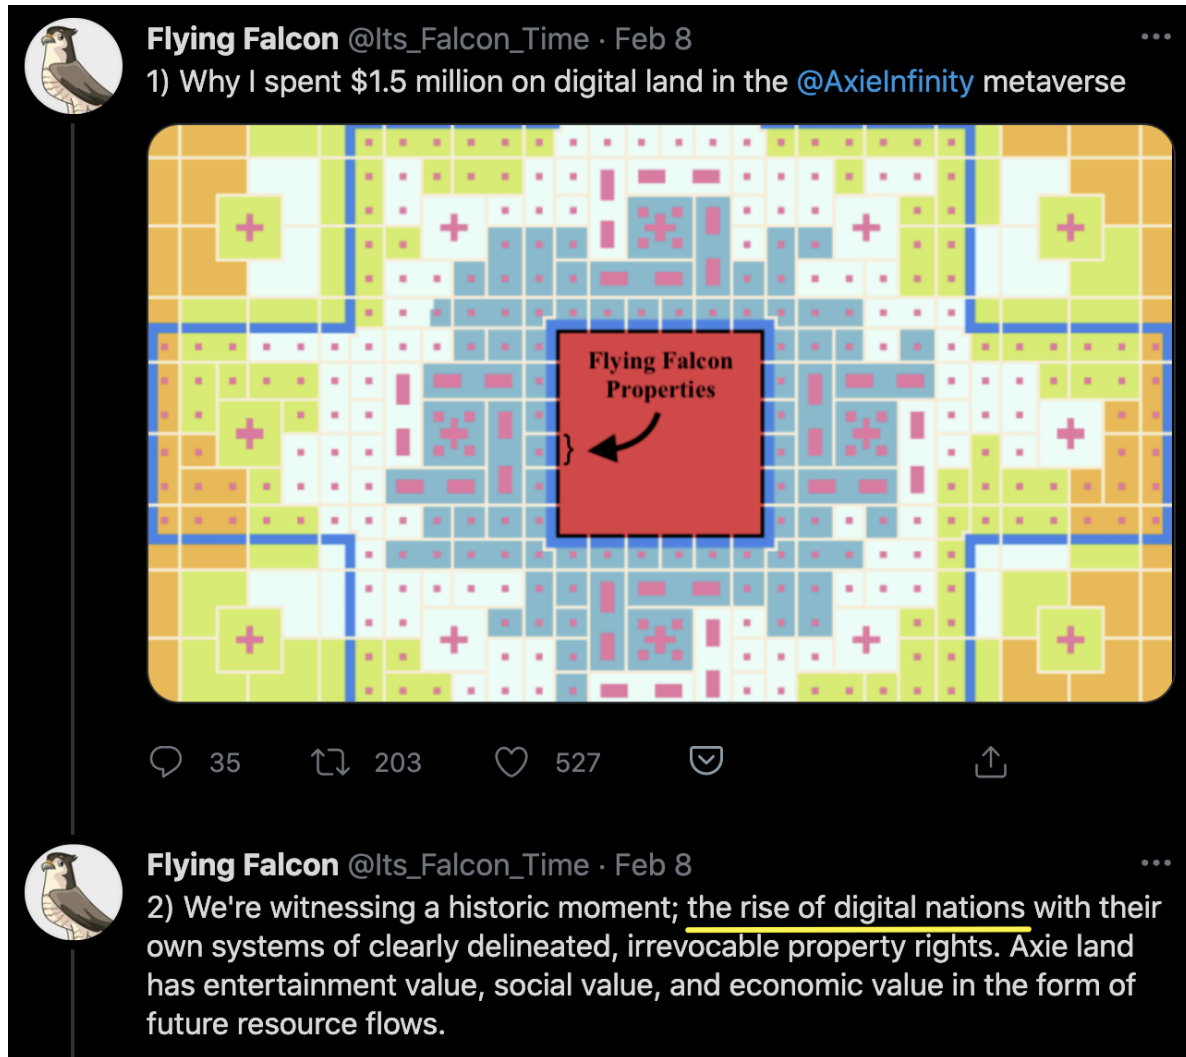 Flying Falcon @Its_Falcon_Time · Feb 8
1) Why I spent $1.5 million on digital land in the @AxieInfinity metaverse
Flying Falcon
Properties
}
35 203 527
Flying Falcon @Its_Falcon_Time · Feb 8
2) We're witnessing a historic moment; the rise of digital nations with their
own systems of clearly delineated, irrevocable property rights. Axie land
has entertainment value, social value, and economic value in the form of
future resource flows.